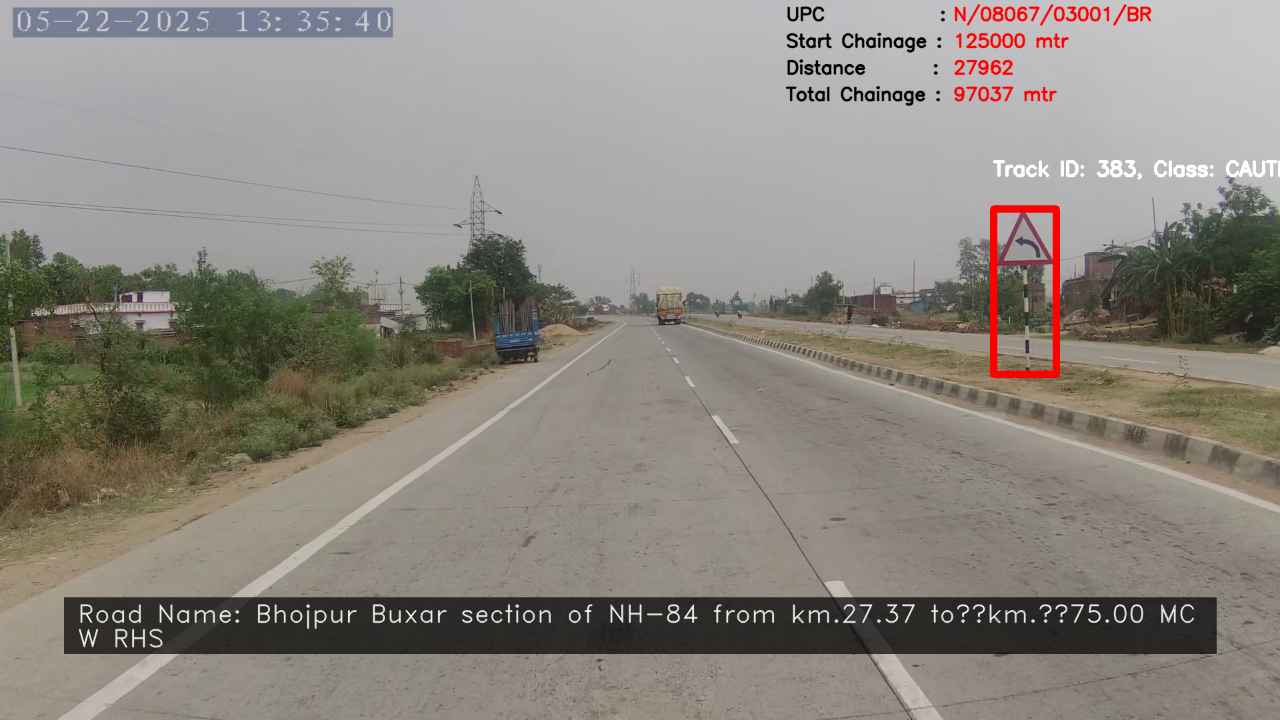 05-22-2025 13:35:40
UPC : N/08067/03001/BR
Start Chainage : 125000 mtr
Distance : 27962
Total Chainage : 97037 mtr
Track ID: 383, Class: CAUTI
Road Name: Bhojpur Buxar section of NH-84 from km.27.37 to??km.??75.00 MC
W RHS